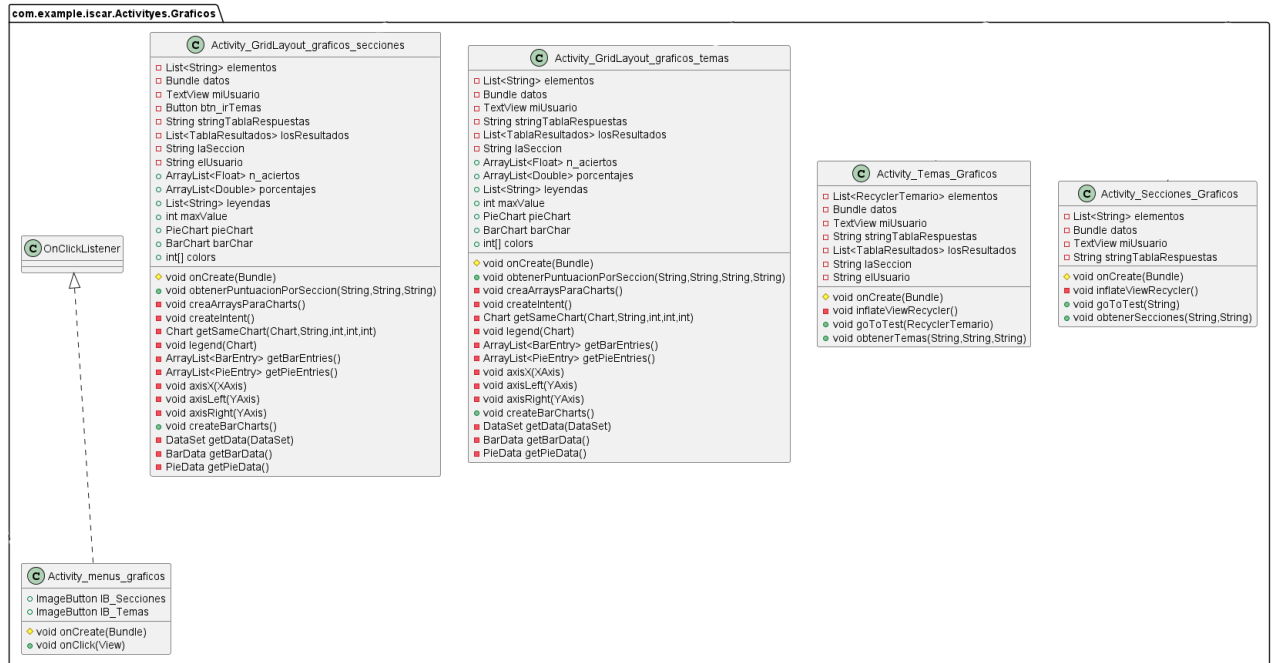 com.example.iscar.Activityes.Graficos
C Activity_GridLayout_graficos_secciones
List<String> elementos
Bundle datos
TextView miUsuario
Button btn_irTemas
String stringTablaRespuestas
List<TablaResultados> losResultados
String laSeccion
String elUsuario
ArrayList<Float> n_aciertos
ArrayList<Double> porcentajes
List<String> leyendas
int maxValue
PieChart pieChart
BarChart barChar
int[] colors
void onCreate(Bundle)
void obtenerPuntuacionPorSeccion(String,String,String)
void creaArraysParaCharts()
void createIntent()
Chart getSameChart(Chart,String,int,int,int)
void legend(Chart)
ArrayList<BarEntry> getBarEntries()
ArrayList<PieEntry> getPieEntries()
void axisX(XAxis)
void axisLeft(YAxis)
void axisRight(YAxis)
void createBarCharts()
DataSet getData(DataSet)
BarData getBarData()
PieData getPieData()
C Activity_GridLayout_graficos_temas
List<String> elementos
Bundle datos
TextView miUsuario
String stringTablaRespuestas
List<TablaResultados> losResultados
String laSeccion
ArrayList<Float> n_aciertos
ArrayList<Double> porcentajes
List<String> leyendas
int maxValue
PieChart pieChart
BarChart barChar
int[] colors
void onCreate(Bundle)
void obtenerPuntuacionPorSeccion(String,String,String,String)
void creaArraysParaCharts()
void createIntent()
Chart getSameChart(Chart,String,int,int,int)
void legend(Chart)
ArrayList<BarEntry> getBarEntries()
ArrayList<PieEntry> getPieEntries()
void axisX(XAxis)
void axisLeft(YAxis)
void axisRight(YAxis)
void createBarCharts()
DataSet getData(DataSet)
BarData getBarData()
PieData getPieData()
C Activity_Temas_Graficos
List<RecyclerTemario> elementos
Bundle datos
TextView miUsuario
String stringTablaRespuestas
List<TablaResultados> losResultados
String laSeccion
String elUsuario
void onCreate(Bundle)
void inflateViewRecycler()
void goToTest(RecyclerTemario)
void obtenerTemas(String,String,String)
C Activity_Secciones_Graficos
List<String> elementos
Bundle datos
TextView miUsuario
String stringTablaRespuestas
void onCreate(Bundle)
void inflateViewRecycler()
void goToTest(String)
void obtenerSecciones(String,String)
C OnClickListener
C Activity_menus_graficos
ImageButton IB_Secciones
ImageButton IB_Temas
void onCreate(Bundle)
void onClick(View)